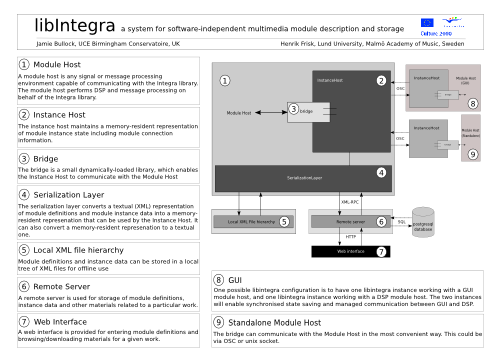 libIntegra a system for software-independent multimedia module description and storage
Culture 2000
Jamie Bullock, UCE Birmingham Conservatoire, UK
Henrik Frisk, Lund University, Malmö Academy of Music, Sweden
1 Module Host
A module host is any signal or message processing
environment capable of communicating with the Integra library.
The module host performs DSP and message processing on
behalf of the Integra library.
2 Instance Host
The instance host maintains a memory-resident representation
of module instance state including module connection
information.
3 Bridge
The bridge is a small dynamically-loaded library, which enables
the Instance Host to communicate with the Module Host
4 Serialization Layer
The serialization layer converts a textual (XML) representation
of module definitions and module instance data into a memory-
resident represenation that can be used by the Instance Host. It
can also convert a memory-resident represenation to a textual
one.
5 Local XML file hierarchy
Module definitions and instance data can be stored in a local
tree of XML files for offline use
6 Remote Server
A remote server is used for storage of module definitions,
instance data and other materials related to a particular work.
7 Web Interface
A web interface is provided for entering module definitions and
browsing/downloading materials for a given work.
1
InstanceHost
2
Module Host
3 bridge
4
SerializationLayer
OSC
InstanceHost
Module Host
(GUI)
8
OSC
InstanceHost
Module Host
(Standalone)
9
XML-RPC
Local XML file hierarchy 5
Remote server 6
SQL
postgresql
database
HTTP
Web interface 7
8 GUI
One possible libIntegra configuration is to have one libIntegra instance working with a GUI
module host, and one libIntegra instance working with a DSP module host. The two instances
will enable synchronised state saving and managed communication between GUI and DSP.
9 Standalone Module Host
The bridge can communicate with the Module Host in the most convenient way. This could be
via OSC or unix socket.